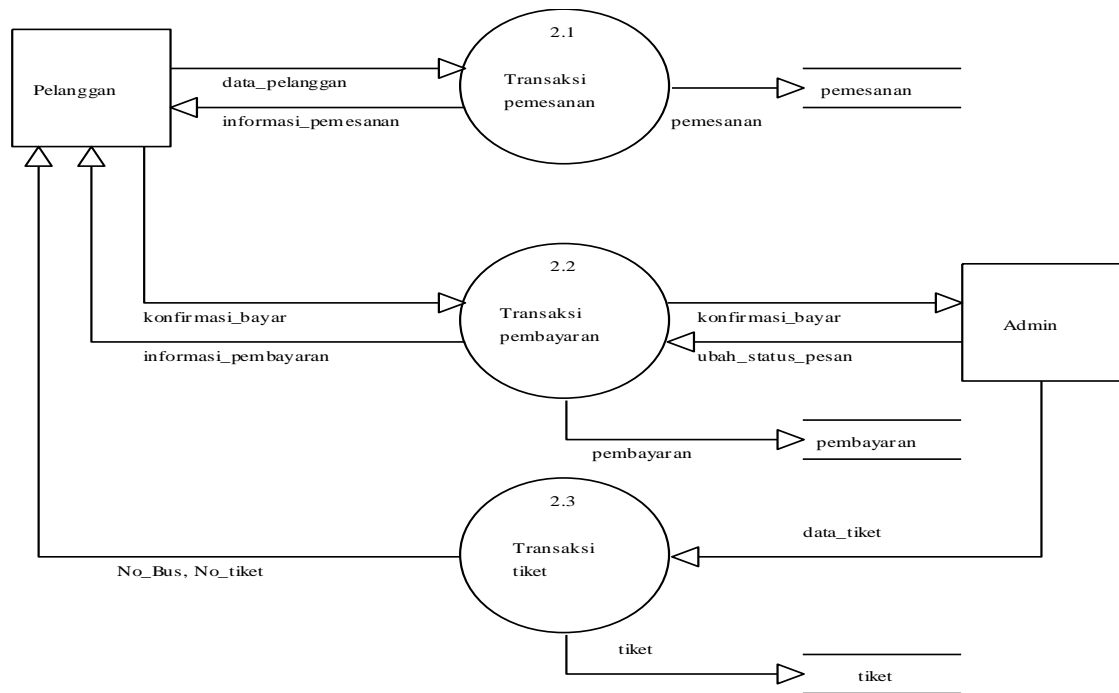 2.1
Pelanggan
data_pelanggan
Transaksi
pemesanan
pemesanan
informasi_pemesanan
pemesanan
2.2
konfirmasi_bayar
Transaksi
pembayaran
konfirmasi_bayar
Admin
informasi_pembayaran
ubah_status_pesan
pembayaran
pembayaran
2.3
Transaksi
tiket
data_tiket
No_Bus, No_tiket
tiket
tiket